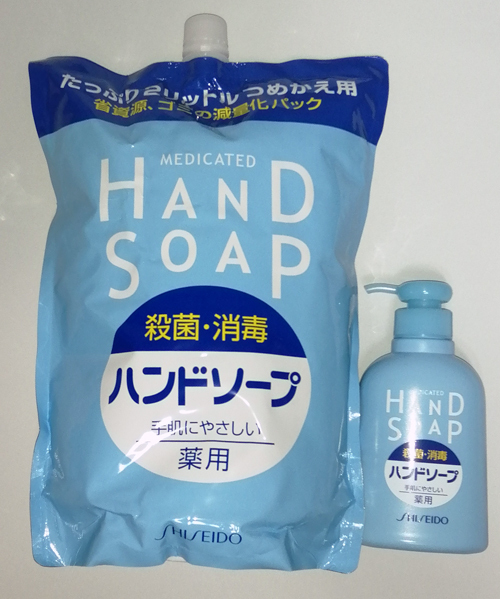 たっぷり2リットル つめかえ用
省資源、ゴミの減量化パック
MEDICATED
HAND
SOAP
殺菌・消毒
ハンドソープ
手肌にやさしい
薬用
SHISEIDO
MEDICATED
HAND
SOAP
殺菌・消毒
ハンドソープ
手肌にやさしい
薬用
SHISEIDO